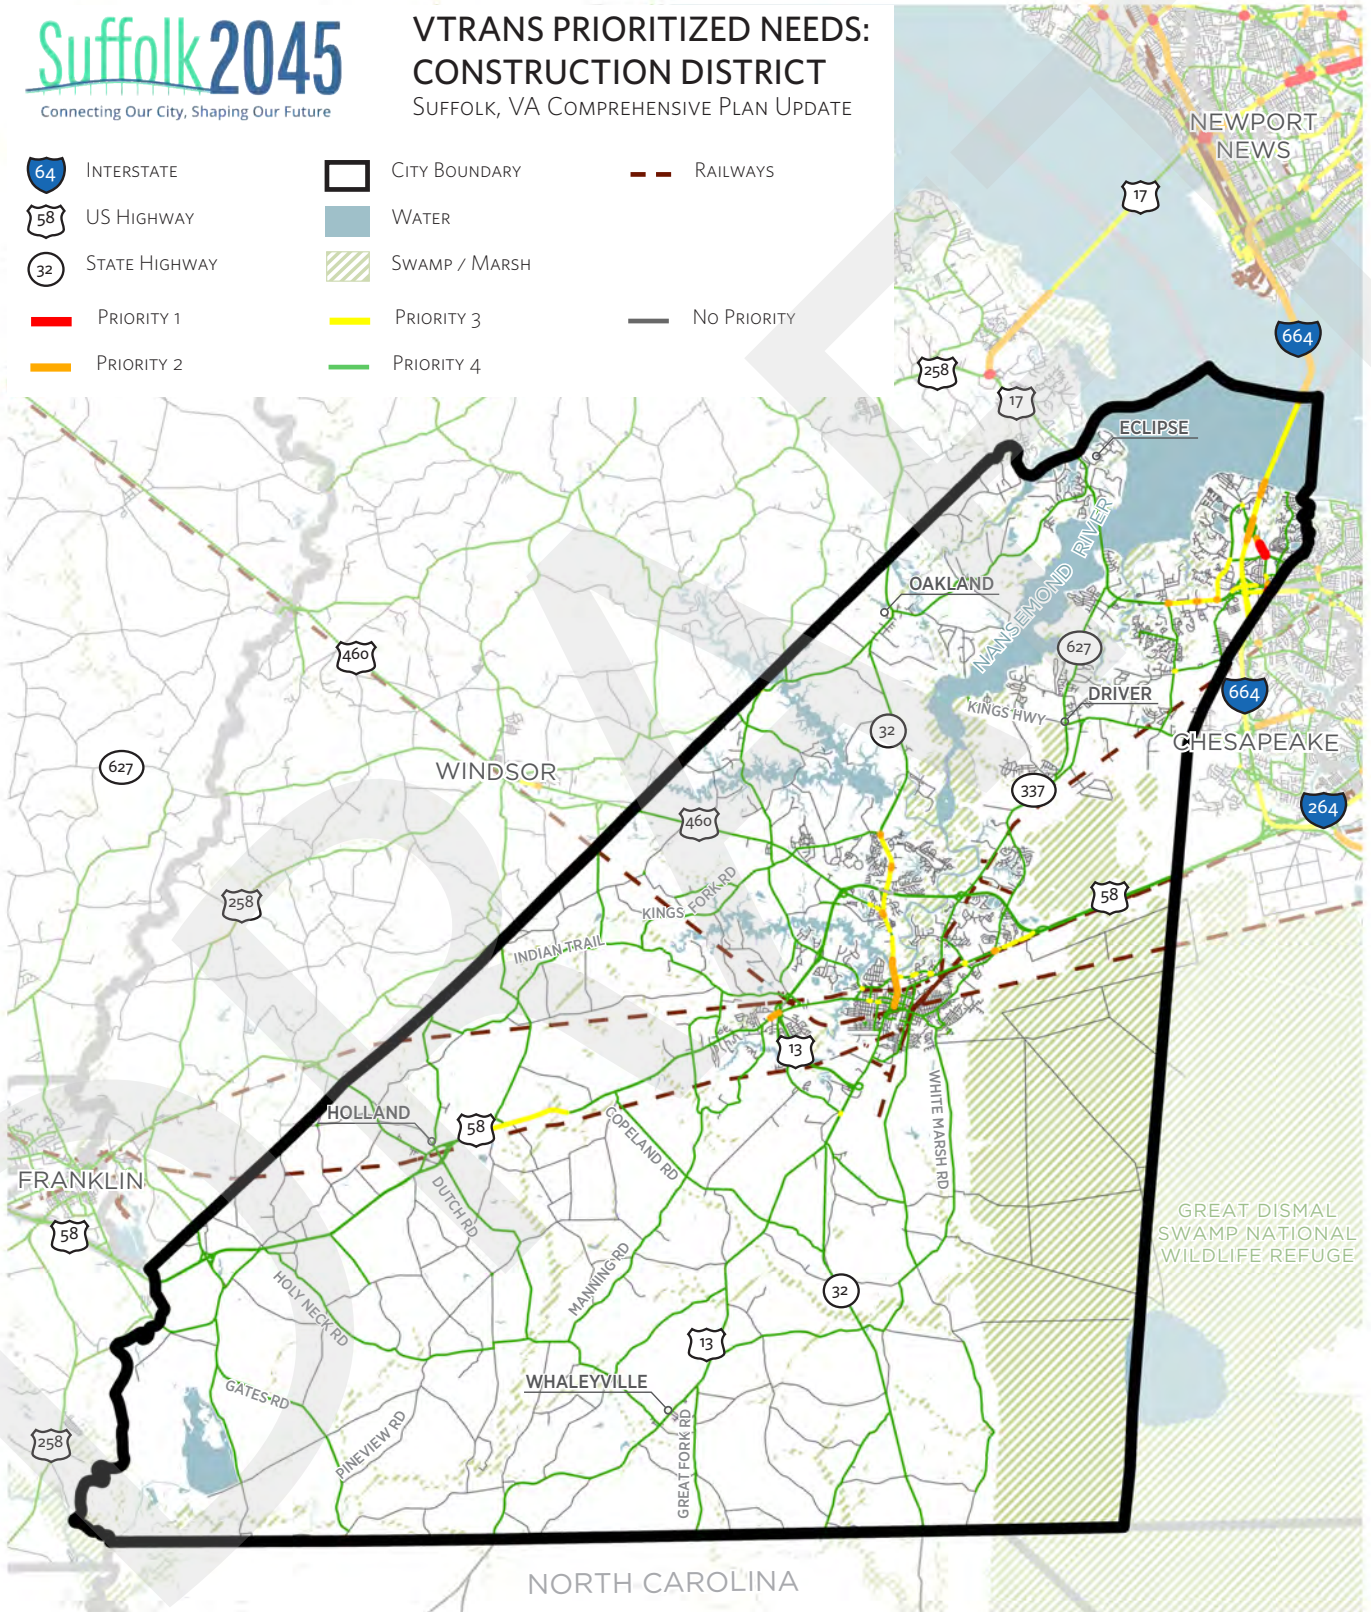 Suffolk 2045
Connecting Our City, Shaping Our Future
VTRANS PRIORITIZED NEEDS:
CONSTRUCTION DISTRICT
SUFFOLK, VA COMPREHENSIVE PLAN UPDATE
64 INTERSTATE
CITY BOUNDARY
RAILWAYS
58 US HIGHWAY
WATER
32 STATE HIGHWAY
SWAMP / MARSH
PRIORITY 1
PRIORITY 3
NO PRIORITY
PRIORITY 2
PRIORITY 4
NEWPORT
NEWS
17
664
258
17
ECLIPSE
NANSEMOND RIVER
OAKLAND
460
627
664
DRIVER
KINGS HWY
32
CHESAPEAKE
627
WINDSOR
337
264
460
258
58
KINGS FORK RD
INDIAN TRAIL
13
HOLLAND
58
WHITE MARSH RD
COPELAND RD
FRANKLIN
DUTCH RD
58
GREAT DISMAL
SWAMP NATIONAL
WILDLIFE REFUGE
MANNING RD
HOLY NECK RD
32
13
GATES RD
WHALEYVILLE
258
PINEVIEW RD
GREAT FORK RD
NORTH CAROLINA
DRAFT